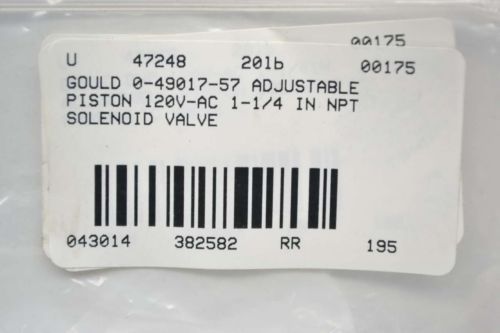 00175
U 47248 201b 00175
GOULD 0-49017-57 ADJUSTABLE
PISTON 120V-AC 1-1/4 IN NPT
SOLENOID VALVE
043014 382582 RR 195